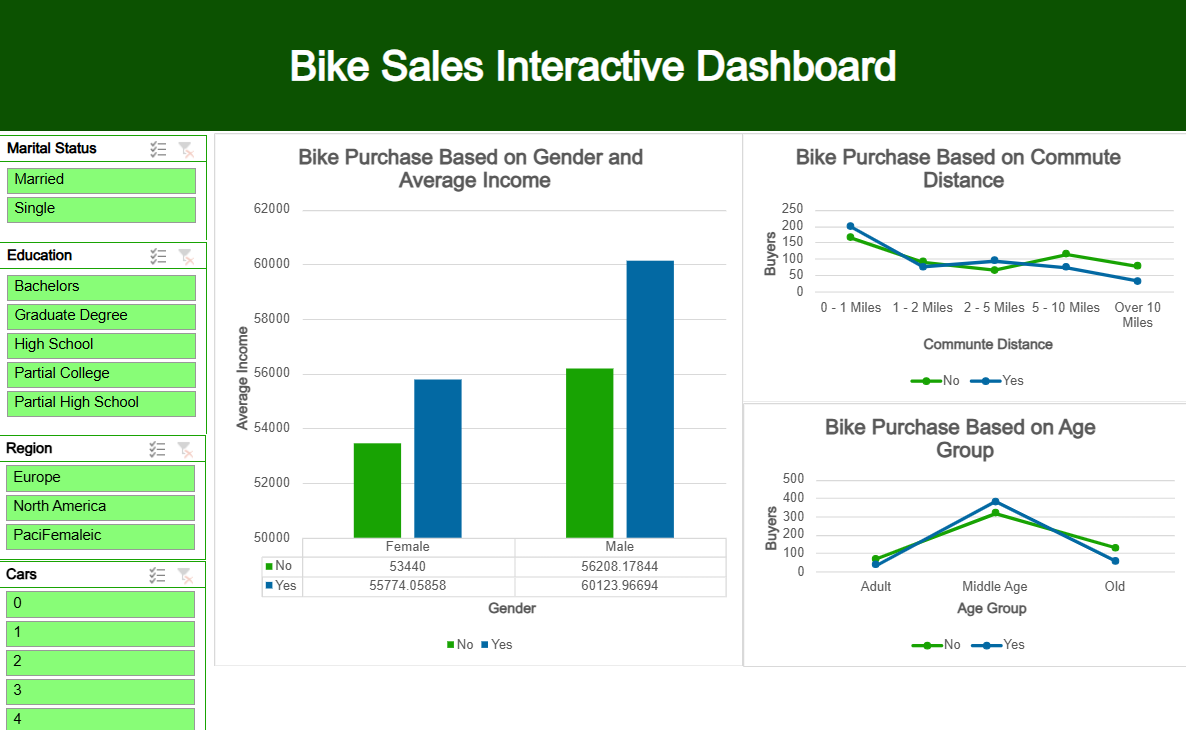 Bike Sales Interactive Dashboard
Marital Status
Married
Single
Education
Bachelors
Graduate Degree
High School
Partial College
Partial High School
Region
Europe
North America
PaciFemaleic
Cars
0
1
2
3
4
Bike Purchase Based on Gender and
Average Income
62000
60000
58000
56000
54000
52000
50000
Average Income
Female Male
No 53440 56208.17844
Yes 55774.05858 60123.96694
Gender
No Yes
Bike Purchase Based on Commute
Distance
250
200
150
100
50
0
Buyers
0 - 1 Miles 1 - 2 Miles 2 - 5 Miles 5 - 10 Miles Over 10
Miles
Communte Distance
No Yes
Bike Purchase Based on Age
Group
500
400
300
200
100
0
Buyers
Adult Middle Age Old
Age Group
No Yes